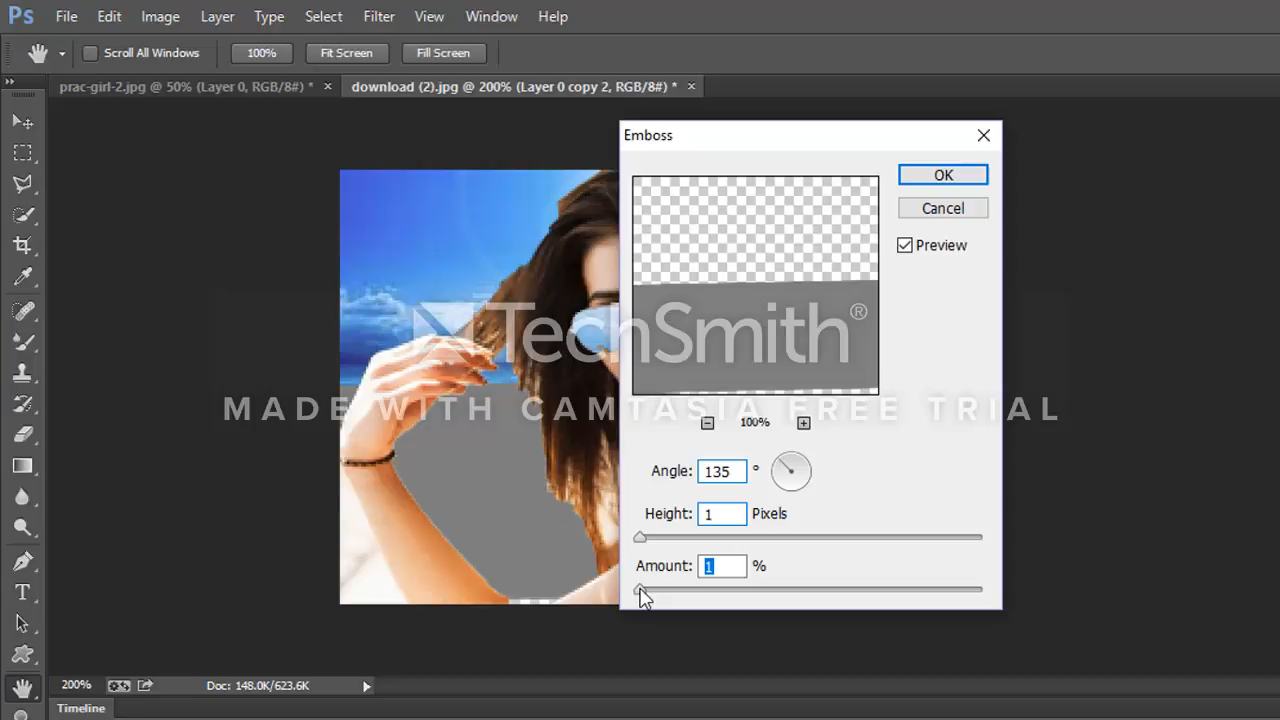 Ps File Edit Image Layer Type Select Filter View Window Help
Scroll All Windows 100% Fit Screen Fill Screen
prac-girl-2.jpg @ 50% (Layer 0, RGB/8#) * × download (2).jpg @ 200% (Layer 0 copy 2, RGB/8#) * ×
Emboss
OK
Cancel
Preview
TechSmith®
MADE WITH CAMTASIA FREE TRIAL
100%
Angle: 135 °
Height: 1 Pixels
Amount: 1 %
200% Doc: 148.0K/623.6K
Timeline